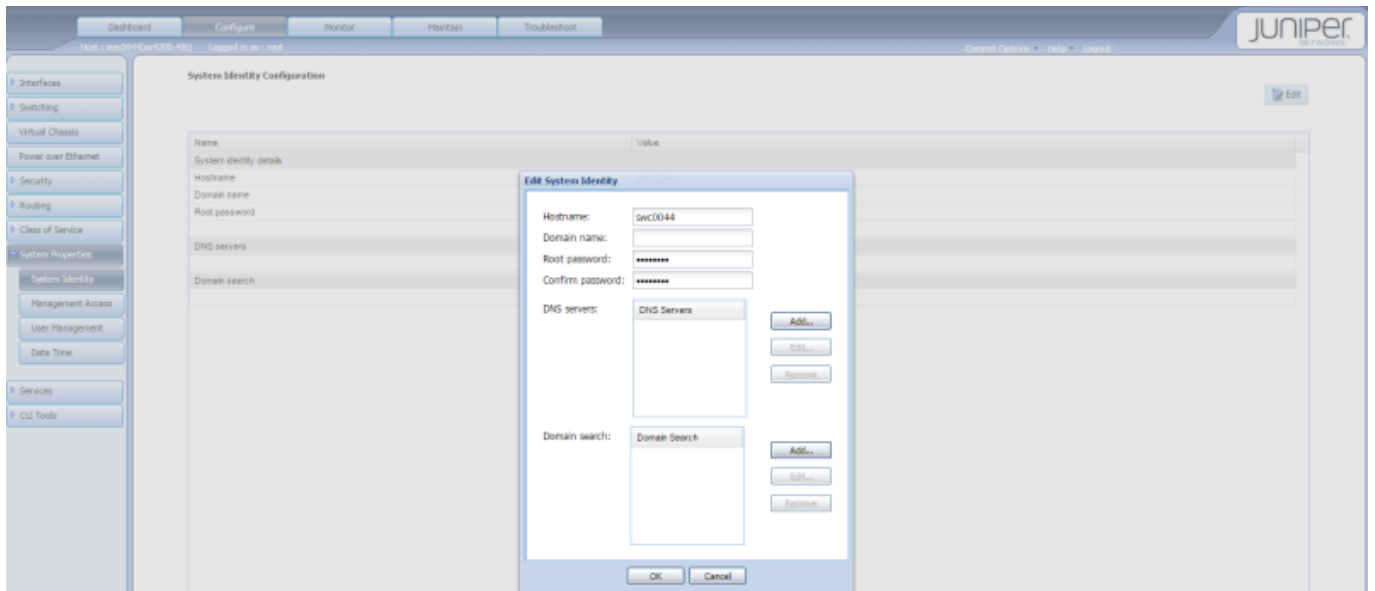 Dashboard Configure Monitor Maintain Troubleshoot
JUNIPER
NETWORKS
Logged in as : root
Commit Options Help Logout
Interfaces
Switching
Virtual Chassis
Power over Ethernet
Security
Routing
Class of Service
System Properties
System Identity
Management Access
User Management
Date Time
Services
CLI Tools
System Identity Configuration
Edit
Name Value
System identity details
Hostname
Domain name
Root password
DNS servers
Domain search
Edit System Identity
Hostname: swc0044
Domain name:
Root password: ••••••••
Confirm password: ••••••••
DNS servers: DNS Servers
Add...
Edit...
Remove
Domain search: Domain Search
Add...
Edit...
Remove
OK Cancel